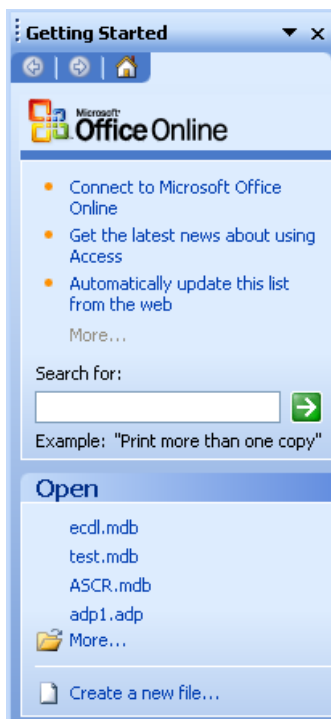 Getting Started
Microsoft
Office Online
Connect to Microsoft Office
Online
Get the latest news about using
Access
Automatically update this list
from the web
More...
Search for:
Example: "Print more than one copy"
Open
ecdl.mdb
test.mdb
ASCR.mdb
adp1.adp
More...
Create a new file...